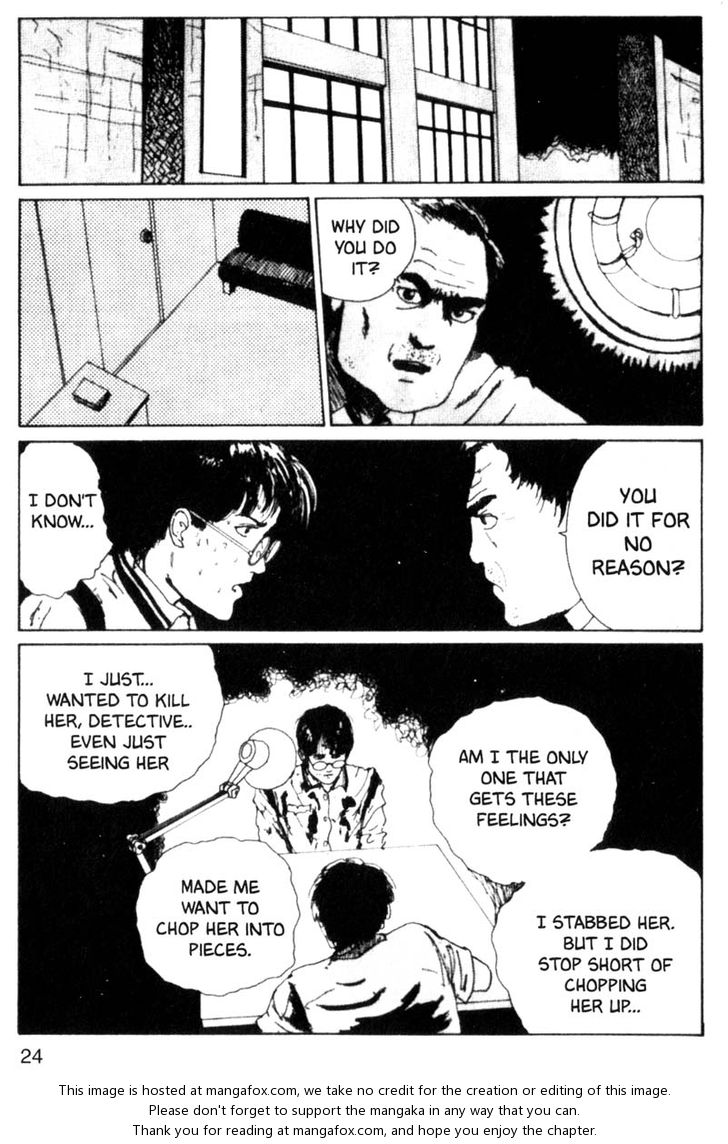 WHY DID
YOU DO
IT?
I DON'T
KNOW...
YOU
DID IT FOR
NO
REASON?
I JUST...
WANTED TO KILL
HER, DETECTIVE..
EVEN JUST
SEEING HER
MADE ME
WANT TO
CHOP HER INTO
PIECES.
AM I THE ONLY
ONE THAT
GETS THESE
FEELINGS?
I STABBED HER.
BUT I DID
STOP SHORT OF
CHOPPING
HER UP...
24
This image is hosted at mangafox.com, we take no credit for the creation or editing of this image.
Please don't forget to support the mangaka in any way that you can.
Thank you for reading at mangafox.com, and hope you enjoy the chapter.